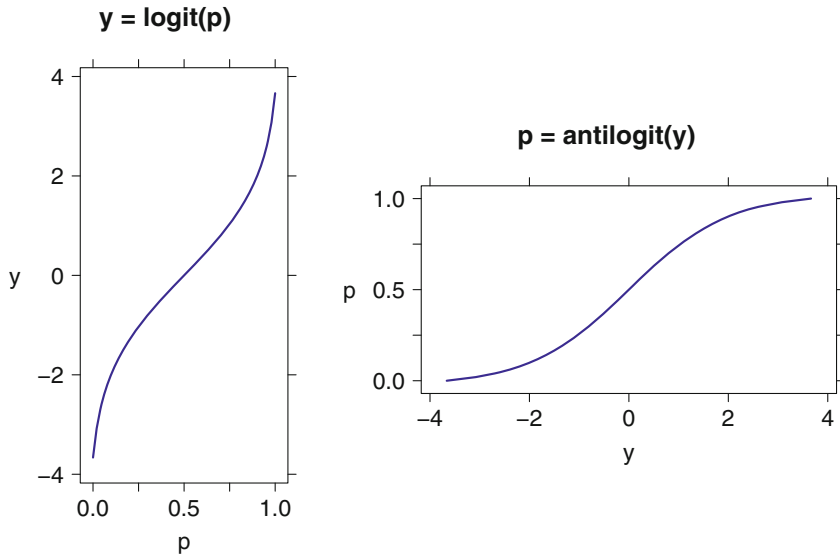 y = logit(p)
4
2
0
−2
−4
y
0.0 0.5 1.0
p
p = antilogit(y)
1.0
0.5
0.0
p
−4 −2 0 2 4
y